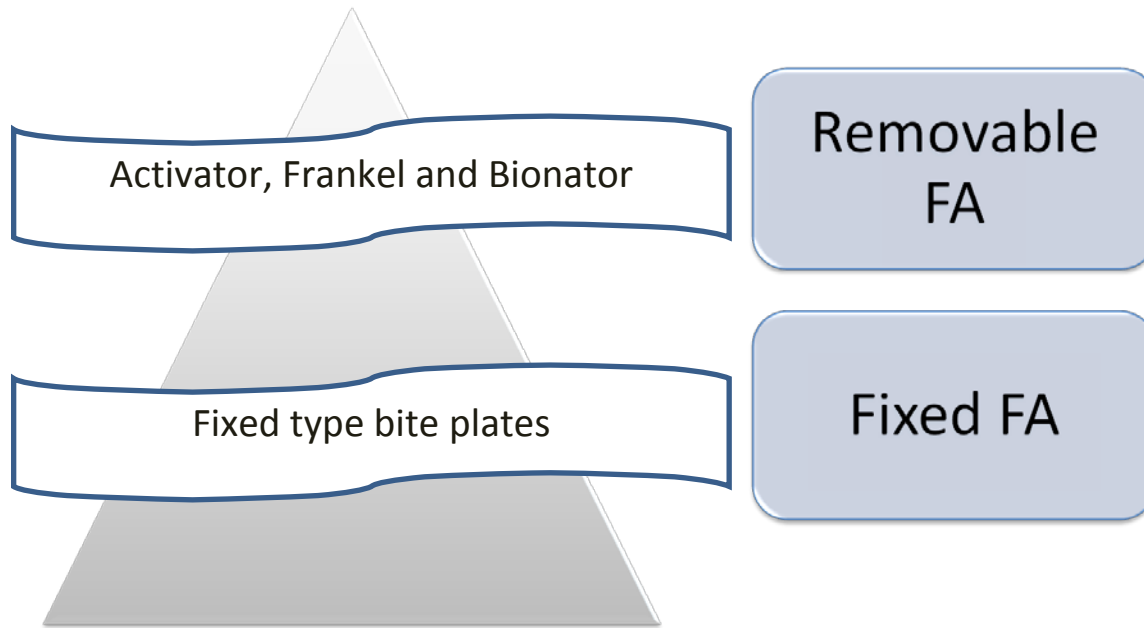 Activator, Frankel and Bionator
Removable
FA
Fixed type bite plates
Fixed FA